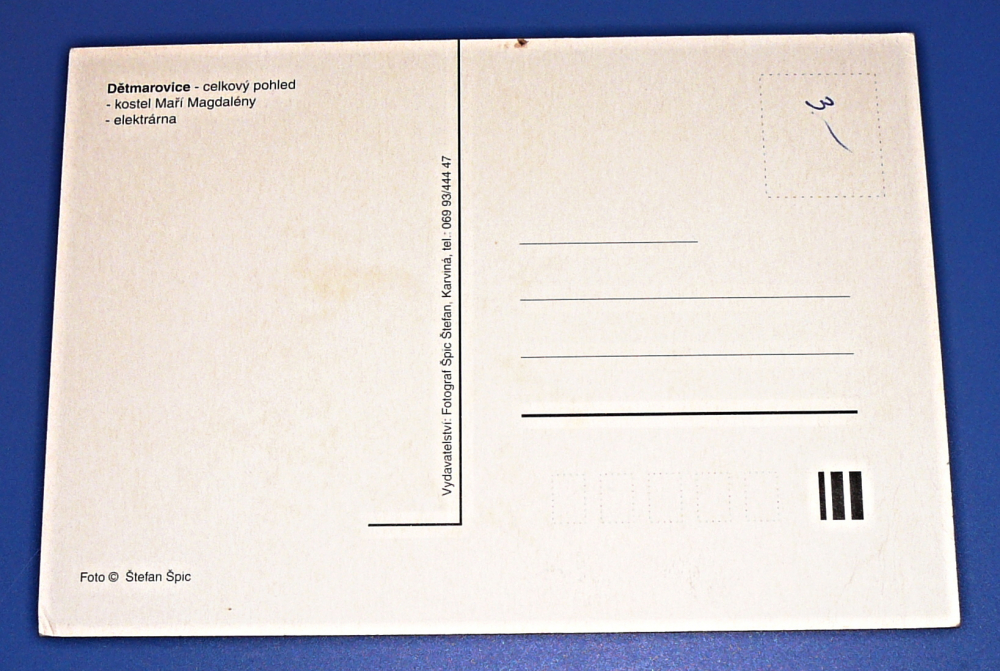 Dětmarovice - celkový pohled
- kostel Maří Magdalény
- elektrárna
Vydavatelství: Fotograf Špic Štefan, Karviná, tel.: 069 93/444 47
3.–
Foto © Štefan Špic